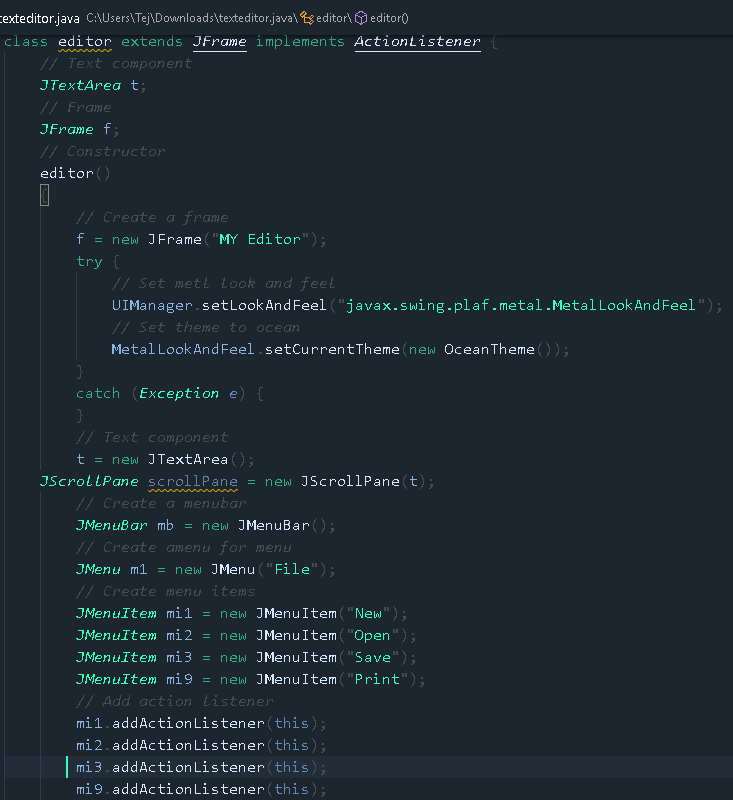 texteditor.java C:\Users\Tej\Downloads\texteditor.java\ editor\ editor()
class editor extends JFrame implements ActionListener {
// Text component
JTextArea t;
// Frame
JFrame f;
// Constructor
editor()
{
// Create a frame
f = new JFrame("MY Editor");
try {
// Set metl look and feel
UIManager.setLookAndFeel("javax.swing.plaf.metal.MetalLookAndFeel");
// Set theme to ocean
MetalLookAndFeel.setCurrentTheme(new OceanTheme());
}
catch (Exception e) {
}
// Text component
t = new JTextArea();
JScrollPane scrollPane = new JScrollPane(t);
// Create a menubar
JMenuBar mb = new JMenuBar();
// Create amenu for menu
JMenu m1 = new JMenu("File");
// Create menu items
JMenuItem mi1 = new JMenuItem("New");
JMenuItem mi2 = new JMenuItem("Open");
JMenuItem mi3 = new JMenuItem("Save");
JMenuItem mi9 = new JMenuItem("Print");
// Add action listener
mi1.addActionListener(this);
mi2.addActionListener(this);
mi3.addActionListener(this);
mi9.addActionListener(this);